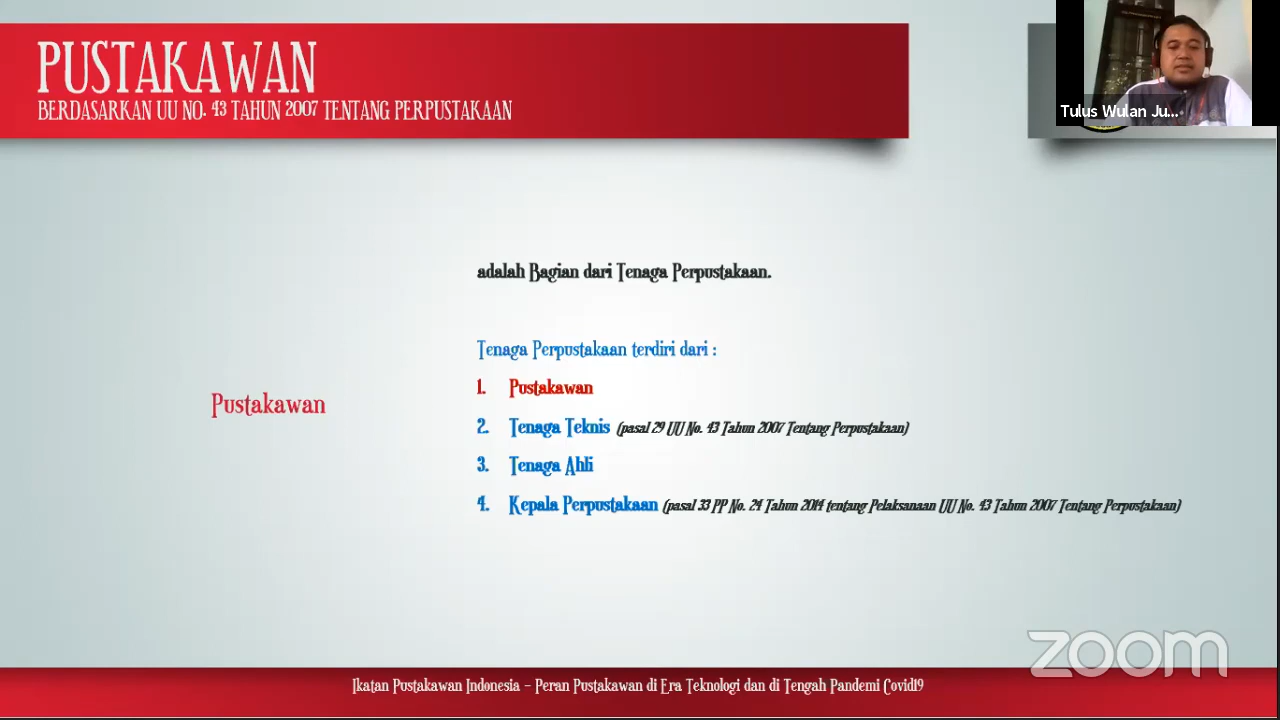 PUSTAKAWAN
BERDASARKAN UU NO. 43 TAHUN 2007 TENTANG PERPUSTAKAAN
Tulus Wulan Ju...
adalah Bagian dari Tenaga Perpustakaan.
Tenaga Perpustakaan terdiri dari :
Pustakawan
1. Pustakawan
2. Tenaga Teknis (pasal 29 UU No. 43 Tahun 2007 Tentang Perpustakaan)
3. Tenaga Ahli
4. Kepala Perpustakaan (pasal 33 PP No. 24 Tahun 2014 tentang Pelaksanaan UU No. 43 Tahun 2007 Tentang Perpustakaan)
zoom
Ikatan Pustakawan Indonesia - Peran Pustakawan di Era Teknologi dan di Tengah Pandemi Covid19